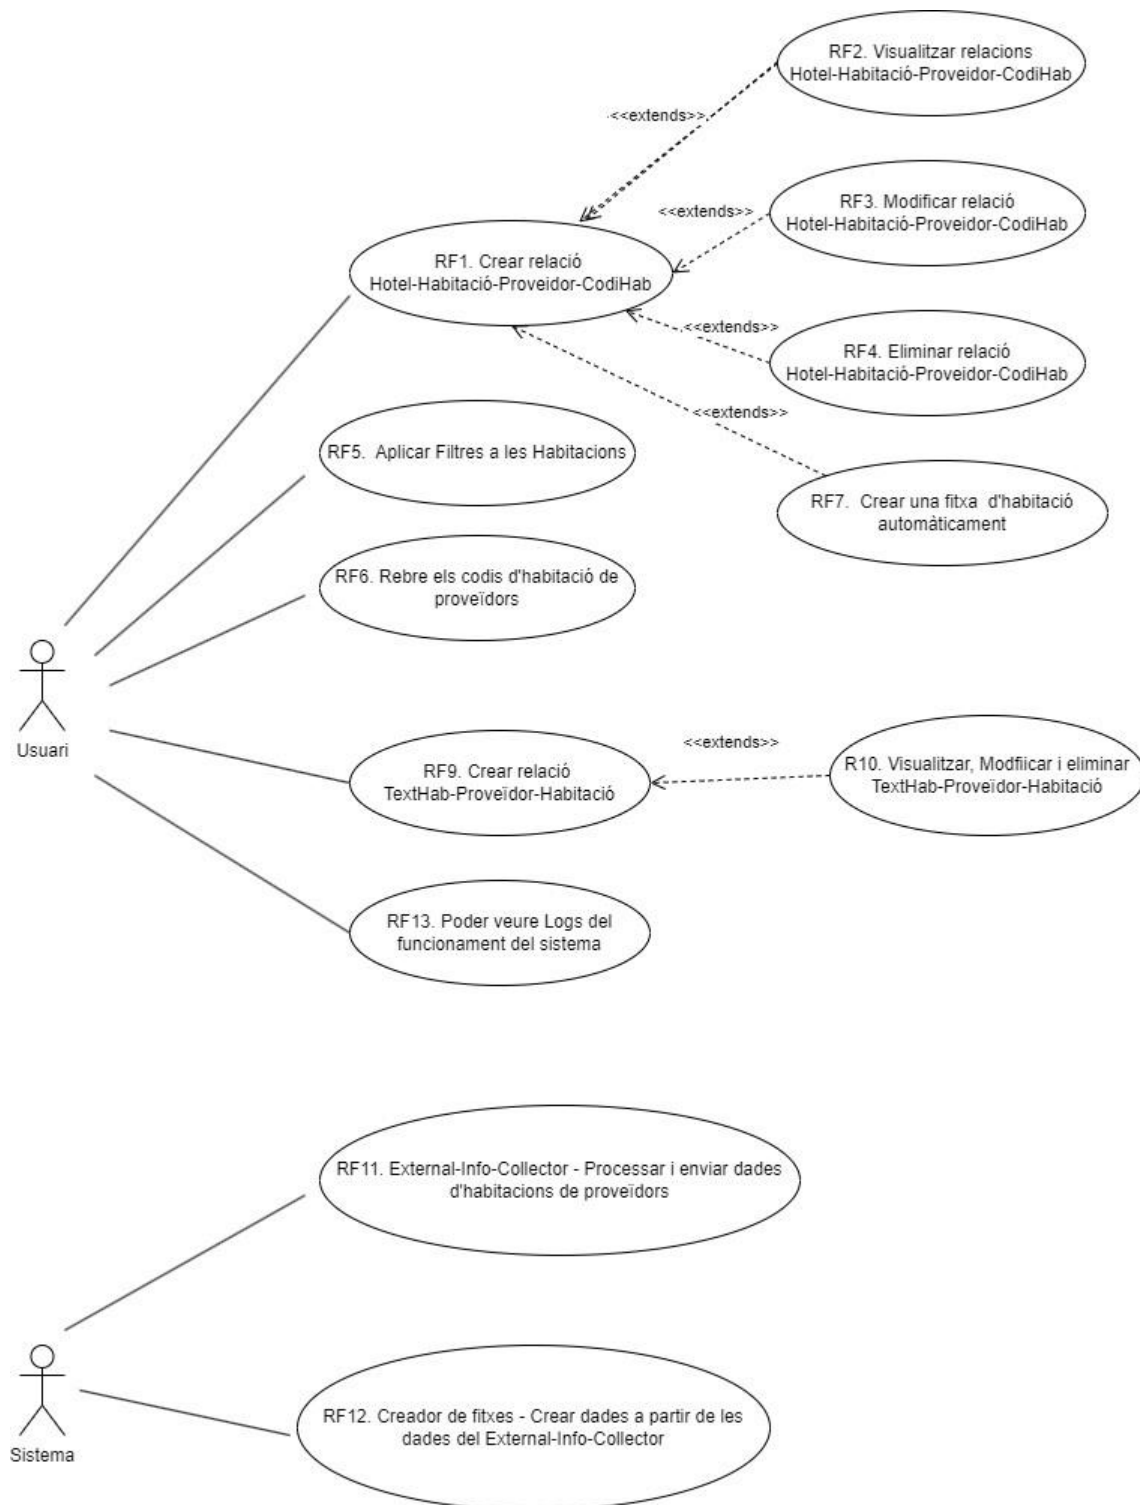 RF2. Visualitzar relacions
Hotel-Habitació-Proveidor-CodiHab
<<extends>>
RF3. Modificar relació
Hotel-Habitació-Proveidor-CodiHab
<<extends>>
RF1. Crear relació
Hotel-Habitació-Proveidor-CodiHab
<<extends>>
RF4. Eliminar relació
Hotel-Habitació-Proveidor-CodiHab
<<extends>>
RF5. Aplicar Filtres a les Habitacions
RF7. Crear una fitxa d'habitació
automàticament
RF6. Rebre els codis d'habitació de
proveïdors
Usuari
<<extends>>
RF9. Crear relació
TextHab-Proveïdor-Habitació
R10. Visualitzar, Modfiicar i eliminar
TextHab-Proveïdor-Habitació
RF13. Poder veure Logs del
funcionament del sistema
RF11. External-Info-Collector - Processar i enviar dades
d'habitacions de proveïdors
RF12. Creador de fitxes - Crear dades a partir de les
dades del External-Info-Collector
Sistema